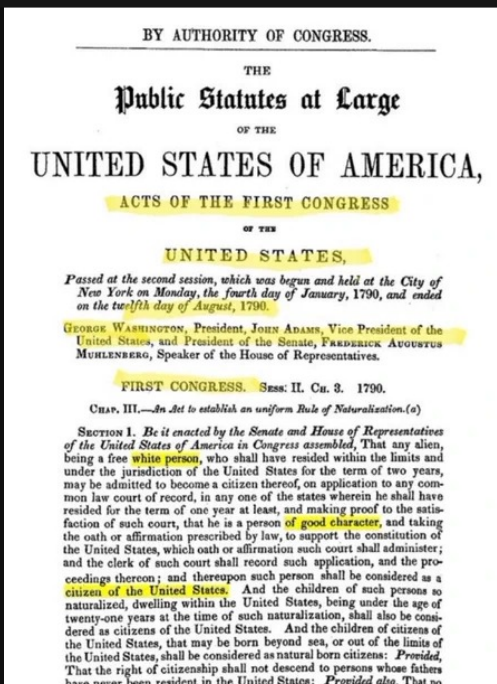 BY AUTHORITY OF CONGRESS.
THE
Public Statutes at Large
OF THE
UNITED STATES OF AMERICA,
ACTS OF THE FIRST CONGRESS
OF THE
UNITED STATES,
Passed at the second session, which was begun and held at the City of
New York on Monday, the fourth day of January, 1790, and ended
on the twelfth day of August, 1790.
GEORGE WASHINGTON, President, JOHN ADAMS, Vice President of the
United States, and President of the Senate, FREDERICK AUGUSTUS
MUHLENBERG, Speaker of the House of Representatives.
FIRST CONGRESS. SESS: II. CH. 3. 1790.
CHAP. III.—An Act to establish an uniform Rule of Naturalization.(a)
SECTION 1. Be it enacted by the Senate and House of Representatives
of the United States of America in Congress assembled, That any alien,
being a free white person, who shall have resided within the limits and
under the jurisdiction of the United States for the term of two years,
may be admitted to become a citizen thereof, on application to any com-
mon law court of record, in any one of the states wherein he shall have
resided for the term of one year at least, and making proof to the satis-
faction of such court, that he is a person of good character, and taking
the oath or affirmation prescribed by law, to support the constitution of
the United States, which oath or affirmation such court shall administer;
and the clerk of such court shall record such application, and the pro-
ceedings thereon; and thereupon such person shall be considered as a
citizen of the United States. And the children of such persons so
naturalized, dwelling within the United States, being under the age of
twenty-one years at the time of such naturalization, shall also be consi-
dered as citizens of the United States. And the children of citizens of
the United States, that may be born beyond sea, or out of the limits of
the United States, shall be considered as natural born citizens: Provided,
That the right of citizenship shall not descend to persons whose fathers
have never been resident in the United States: Provided also, That no